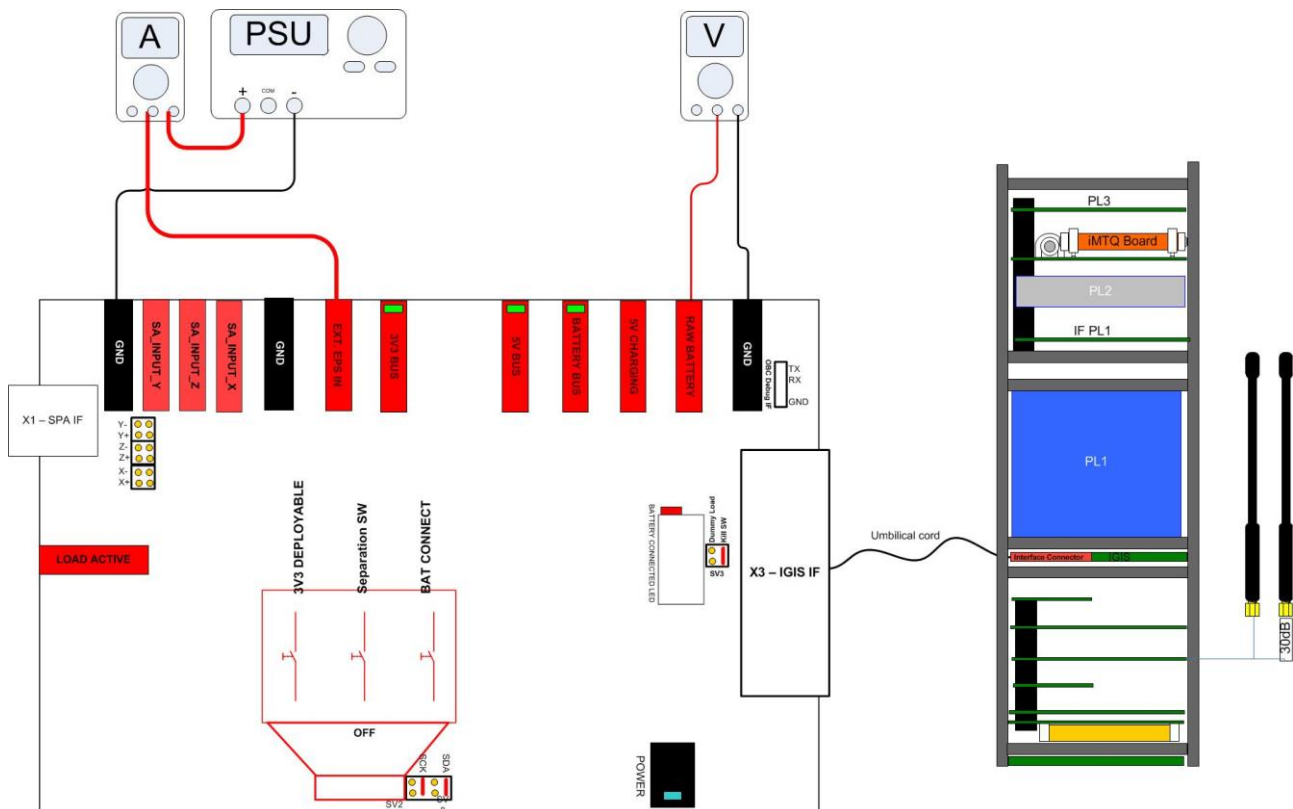 A
PSU
V
+
COM
-
GND
SA_INPUT_Y
SA_INPUT_Z
SA_INPUT_X
GND
EXT. EPS IN
3V3 BUS
5V BUS
BATTERY BUS
5V CHARGING
RAW BATTERY
GND
OBC Debug IF
TX
RX
GND
X1 – SPA IF
Y-
Y+
Z-
Z+
X-
X+
LOAD ACTIVE
3V3 DEPLOYABLE
Separation SW
BAT CONNECT
OFF
SCK
SDA
SV2
BATTERY CONNECTED LED
Dummy Load
Kill SW
SV3
X3 – IGIS IF
POWER
Umbilical cord
PL3
iMTQ Board
PL2
IF PL1
PL1
Interface Connector
IGIS
30dB